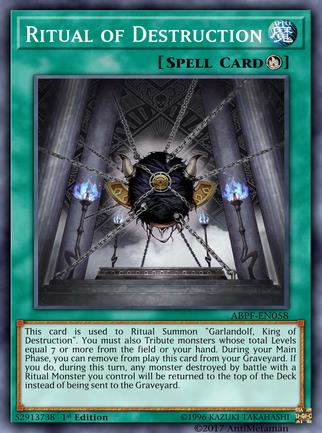 Ritual of Destruction
[Spell Card]
ABPF-EN058
This card is used to Ritual Summon "Garlandolf, King of
Destruction". You must also Tribute monsters whose total Levels
equal 7 or more from the field or your hand. During your Main
Phase, you can remove from play this card from your Graveyard. If
you do, during this turn, any monster destroyed by battle with a
Ritual Monster you control will be returned to the top of the Deck
instead of being sent to the Graveyard.
52913738 1st Edition ©1996 KAZUKI TAKAHASHI
©2017 AntiMetaman